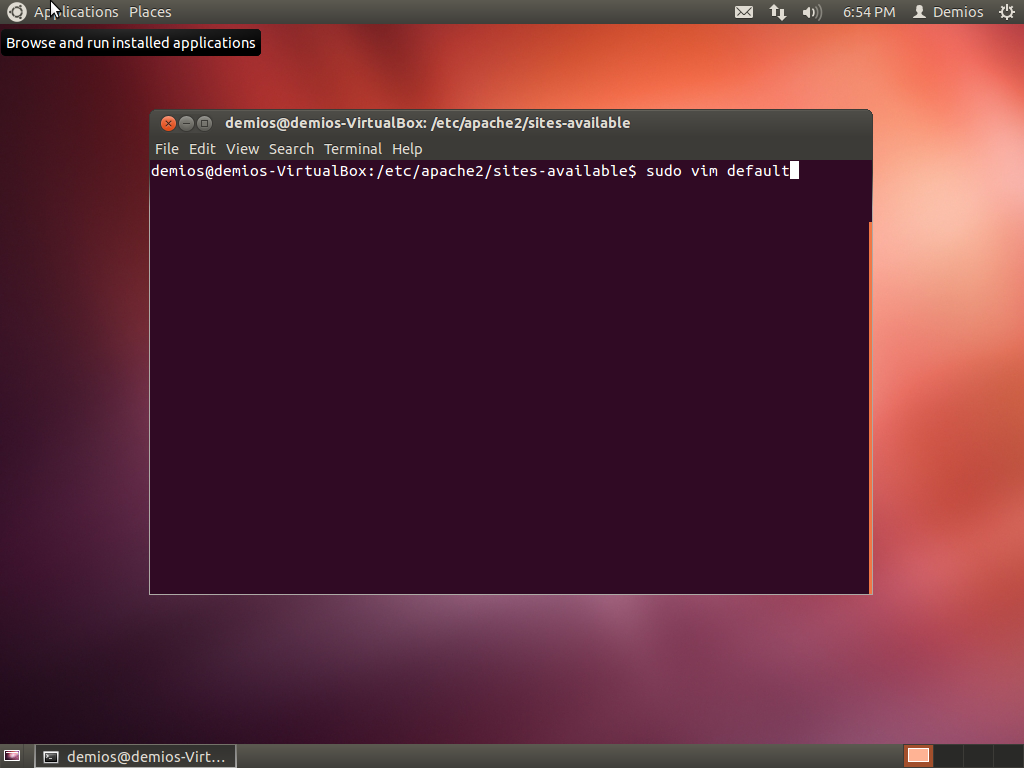 Applications Places 6:54 PM Demios
Browse and run installed applications
demios@demios-VirtualBox: /etc/apache2/sites-available
File Edit View Search Terminal Help
demios@demios-VirtualBox:/etc/apache2/sites-available$ sudo vim default
demios@demios-Virt...